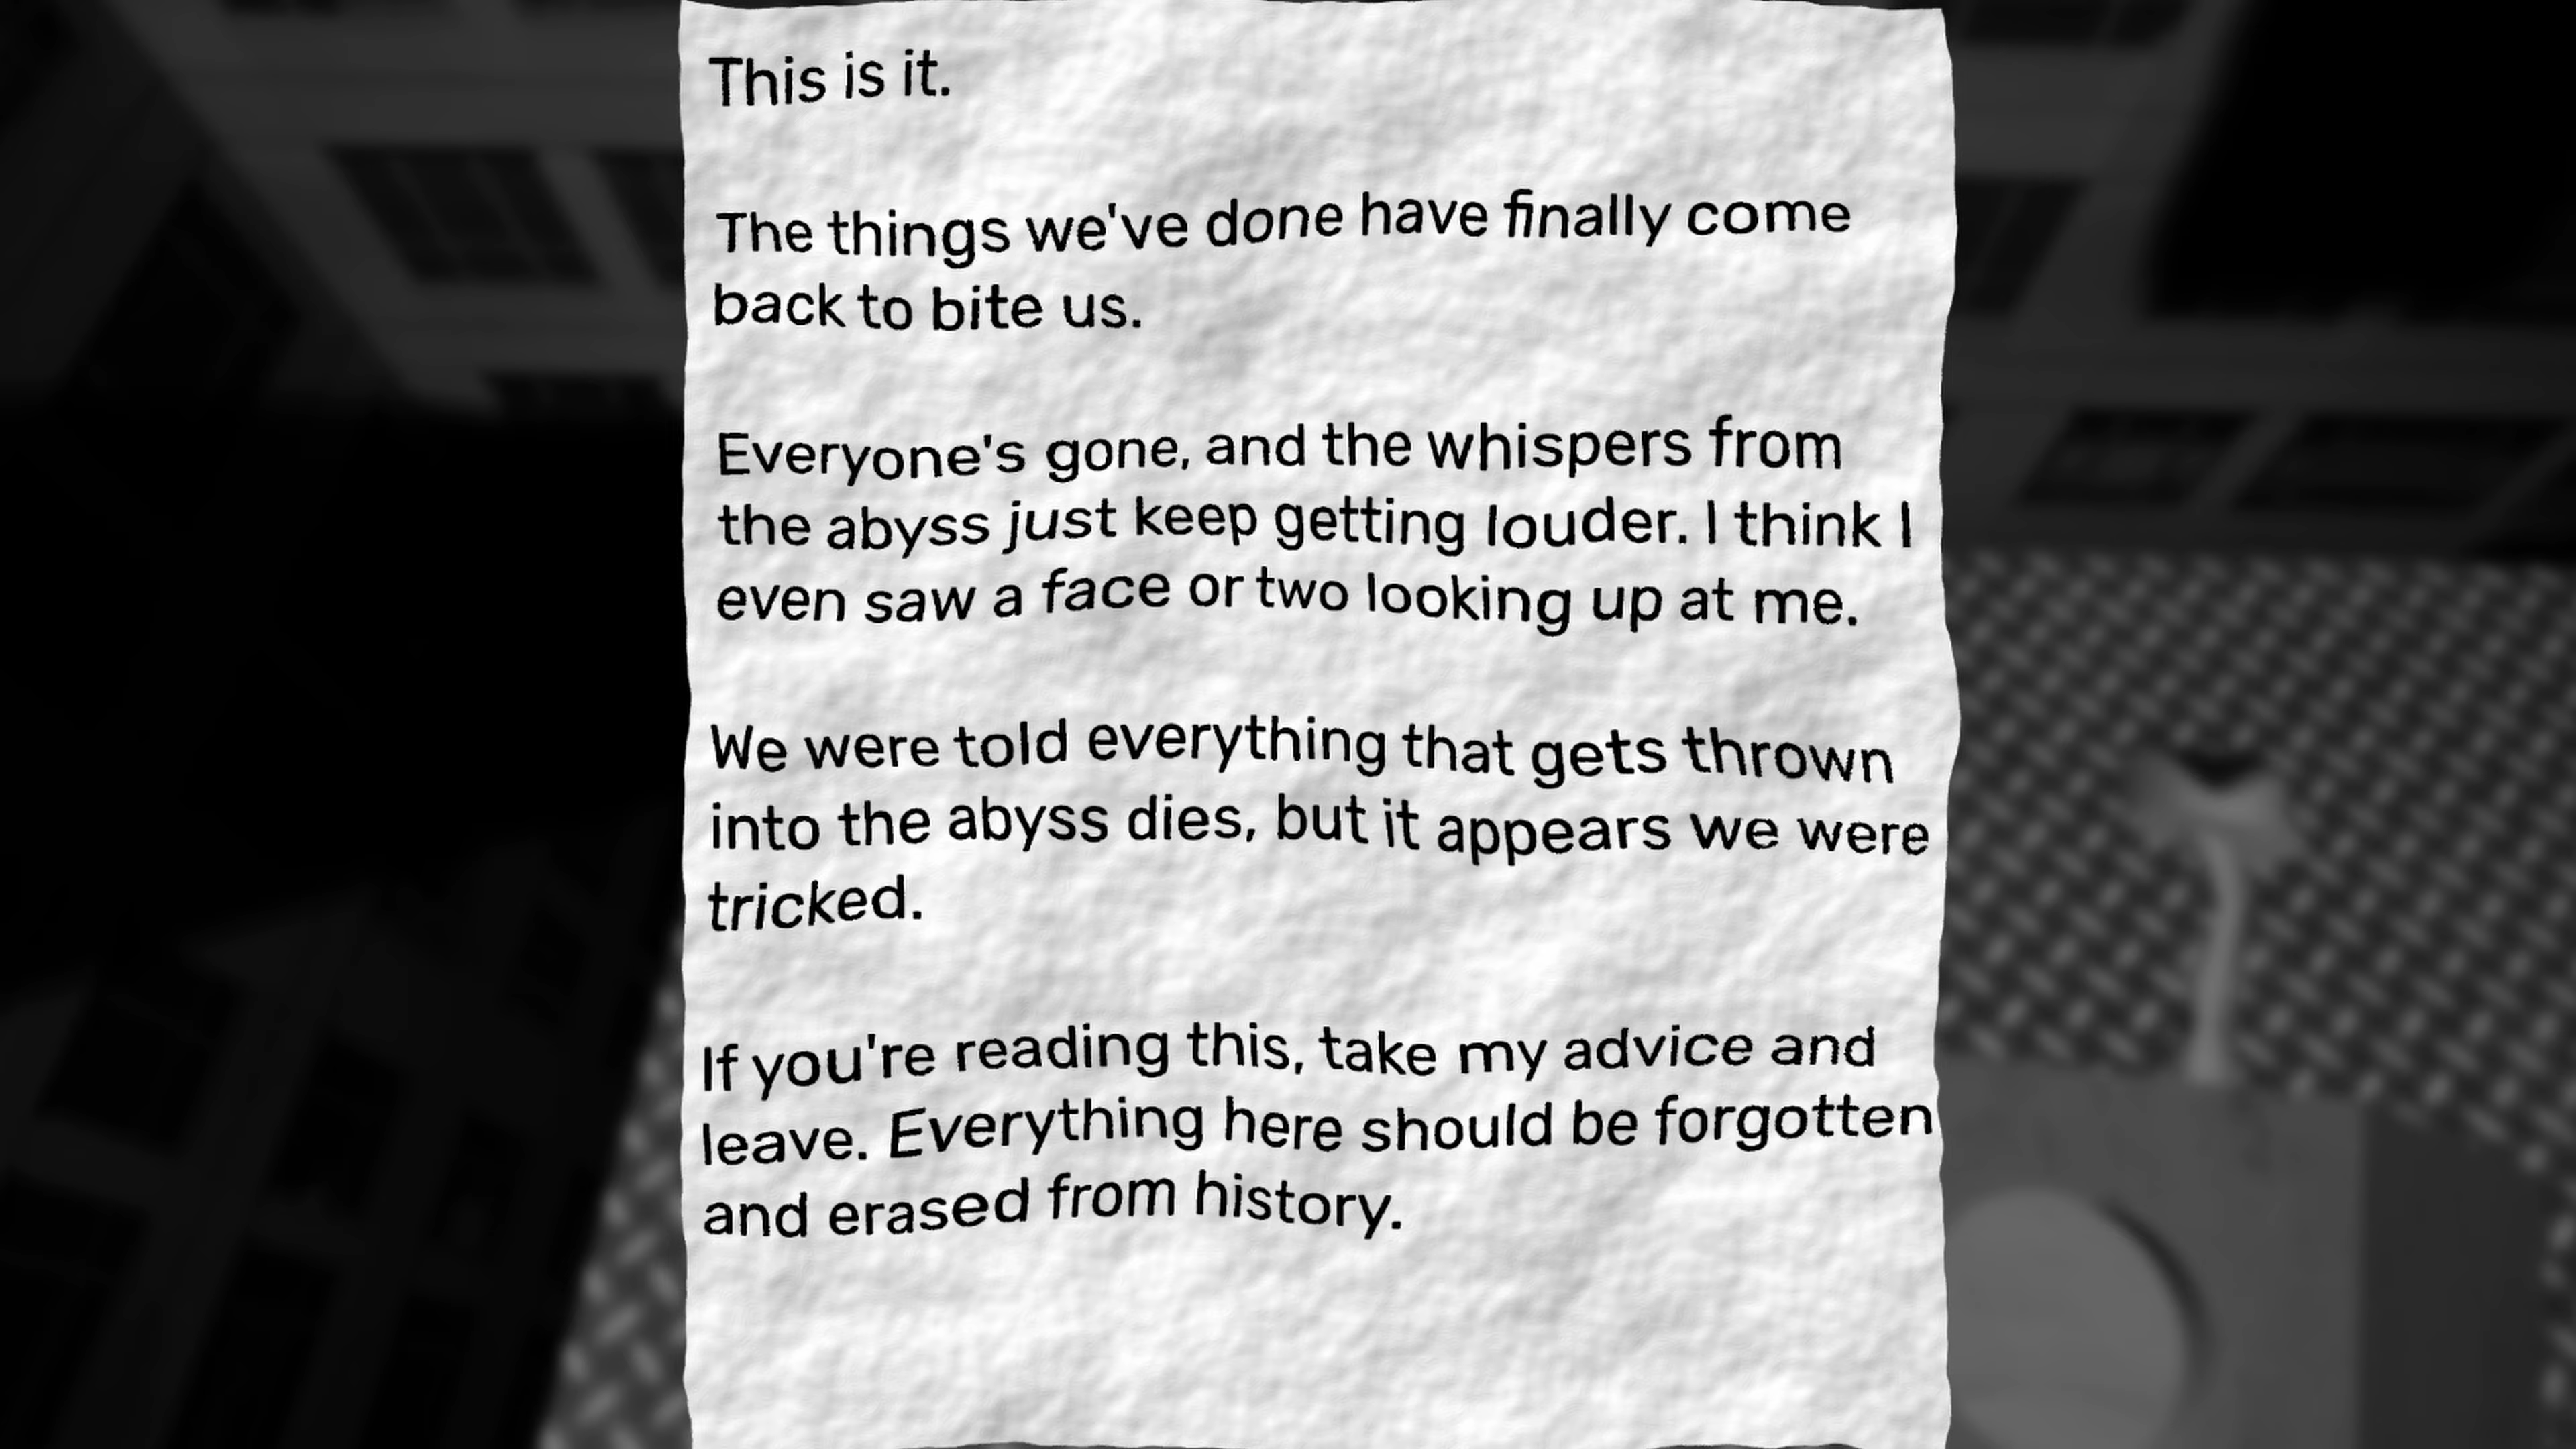 This is it.
The things we've done have finally come
back to bite us.
Everyone's gone, and the whispers from
the abyss just keep getting louder. I think I
even saw a face or two looking up at me.
We were told everything that gets thrown
into the abyss dies, but it appears we were
tricked.
If you're reading this, take my advice and
leave. Everything here should be forgotten
and erased from history.